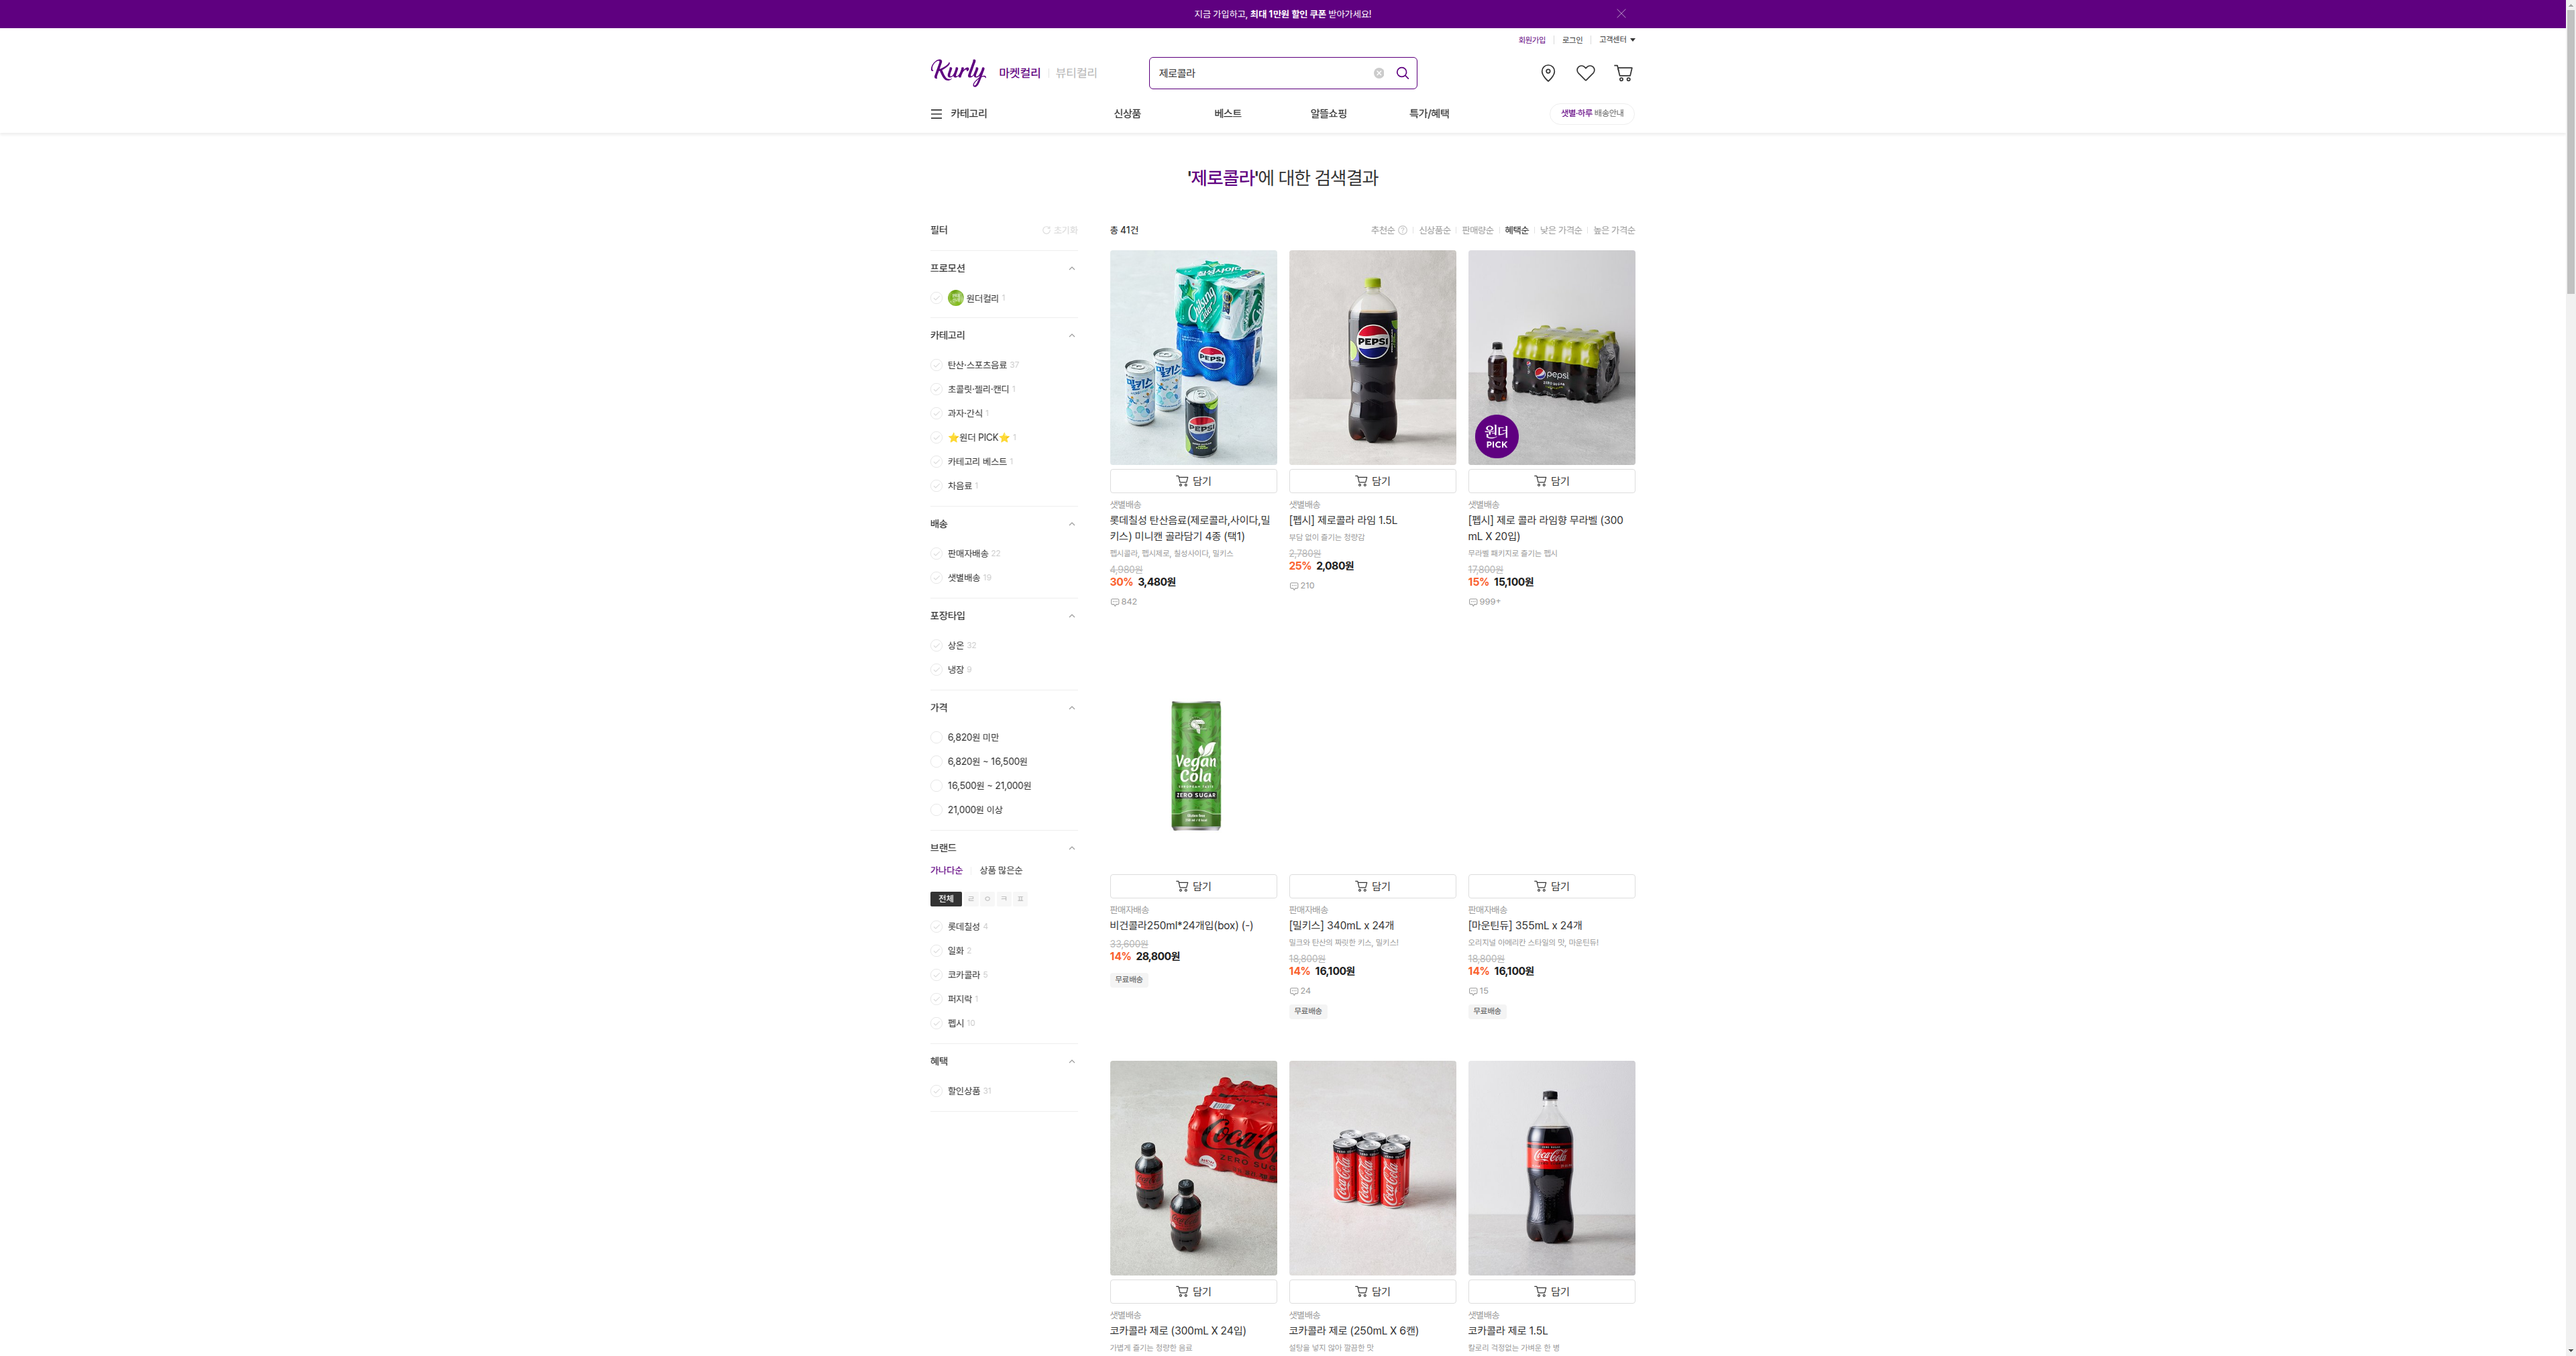 지금 가입하고, 최대 1만원 할인 쿠폰 받아가세요!
회원가입 로그인 고객센터
Kurly 마켓컬리 뷰티컬리 제로콜라
카테고리 신상품 베스트 알뜰쇼핑 특가/혜택 샛별·하루 배송안내
'제로콜라'에 대한 검색결과
필터 초기화
프로모션
원더컬리 1
카테고리
탄산·스포츠음료 37
초콜릿·젤리·캔디 1
과자·간식 1
⭐원더 PICK⭐ 1
카테고리 베스트 1
차음료 1
배송
판매자배송 22
샛별배송 19
포장타입
상온 32
냉장 9
가격
6,820원 미만
6,820원 ~ 16,500원
16,500원 ~ 21,000원
21,000원 이상
브랜드
가나다순 상품 많은순
전체 ㄹ ㅇ ㅋ ㅍ
롯데칠성 4
일화 2
코카콜라 5
퍼지락 1
펩시 10
혜택
할인상품 31
총 41건 추천순 신상품순 판매량순 혜택순 낮은 가격순 높은 가격순
Chilsung Cider
PEPSI
밀키스 밀키스
PEPSI
담기
샛별배송
롯데칠성 탄산음료(제로콜라,사이다,밀
키스) 미니캔 골라담기 4종 (택1)
펩시콜라, 펩시제로, 칠성사이다, 밀키스
4,980원
30% 3,480원
842
PEPSI
담기
샛별배송
[펩시] 제로콜라 라임 1.5L
부담 없이 즐기는 청량감
2,780원
25% 2,080원
210
pepsi
원더
PICK
담기
샛별배송
[펩시] 제로 콜라 라임향 무라벨 (300
mL X 20입)
무라벨 패키지로 즐기는 펩시
17,800원
15% 15,100원
999+
Vegan
Cola
ZERO SUGAR
담기
판매자배송
비건콜라250ml*24개입(box) (-)
33,600원
14% 28,800원
무료배송
담기
판매자배송
[밀키스] 340mL x 24개
밀크와 탄산의 짜릿한 키스, 밀키스!
18,800원
14% 16,100원
24
무료배송
담기
판매자배송
[마운틴듀] 355mL x 24개
오리지널 아메리칸 스타일의 맛, 마운틴듀!
18,800원
14% 16,100원
15
무료배송
Coca-Cola
ZERO SUG
담기
샛별배송
코카콜라 제로 (300mL X 24입)
가볍게 즐기는 청량한 음료
Coca-Cola Coca-Cola Coca-Cola
담기
샛별배송
코카콜라 제로 (250mL X 6캔)
설탕을 넣지 않아 깔끔한 맛
Coca-Cola
담기
샛별배송
코카콜라 제로 1.5L
칼로리 걱정없는 가벼운 한 병